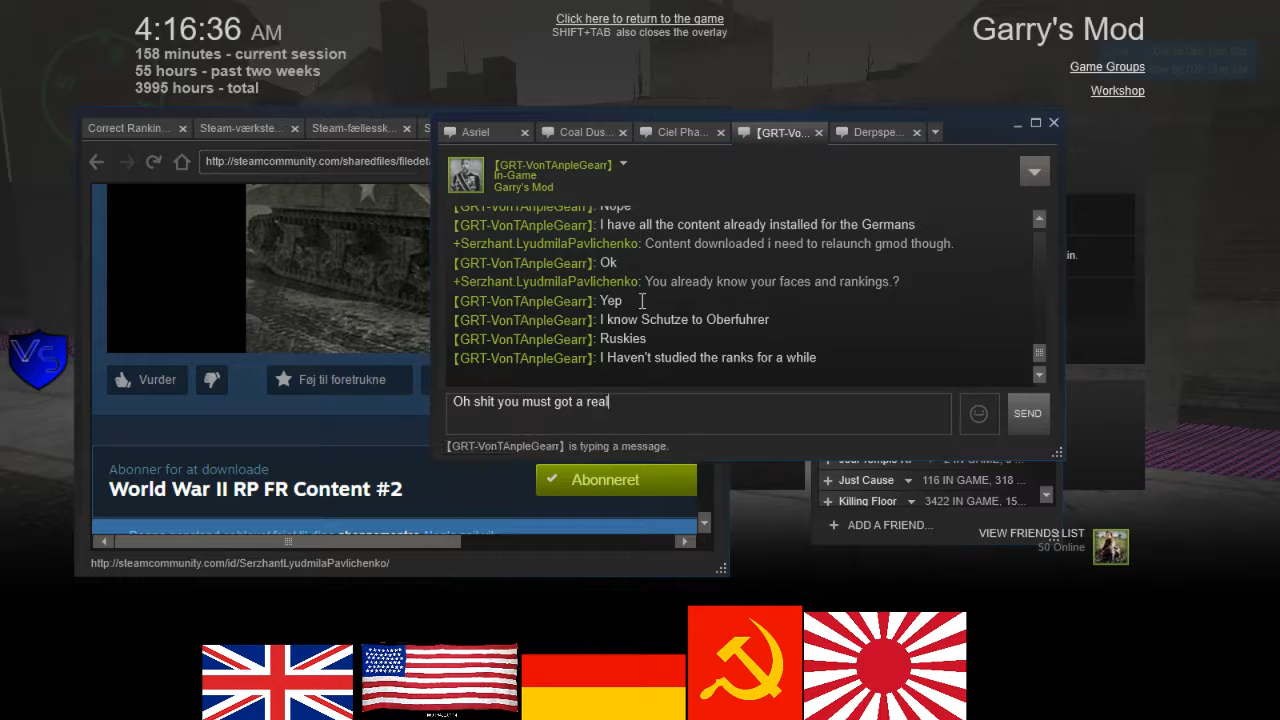 4:16:36 AM
158 minutes - current session
55 hours - past two weeks
3995 hours - total
Click here to return to the game
SHIFT+TAB also closes the overlay
Garry's Mod
Game Groups
Workshop
Correct Rankin...
Steam-værkste...
Steam-fællessk...
http://steamcommunity.com/sharedfiles/filedeta
Asriel
Coal Dus...
Ciel Pha...
【GRT-Vo...
Derpspe...
【GRT-VonTAnpleGearr】
In-Game
Garry's Mod
【GRT-VonTAnpleGearr】: Nope
【GRT-VonTAnpleGearr】: I have all the content already installed for the Germans
+Serzhant.LyudmilaPavlichenko: Content downloaded i need to relaunch gmod though.
【GRT-VonTAnpleGearr】: Ok
+Serzhant.LyudmilaPavlichenko: You already know your faces and rankings.?
【GRT-VonTAnpleGearr】: Yep
【GRT-VonTAnpleGearr】: I know Schutze to Oberfuhrer
【GRT-VonTAnpleGearr】: Ruskies
【GRT-VonTAnpleGearr】: I Haven't studied the ranks for a while
Oh shit you must got a real
SEND
【GRT-VonTAnpleGearr】 is typing a message.
VS
Vurder
Føj til foretrukne
Abonner for at downloade
World War II RP FR Content #2
Abonneret
http://steamcommunity.com/id/SerzhantLyudmilaPavlichenko/
in.
Just Cause 116 IN GAME, 318 ...
Killing Floor 3422 IN GAME, 15...
ADD A FRIEND...
VIEW FRIENDS LIST
50 Online